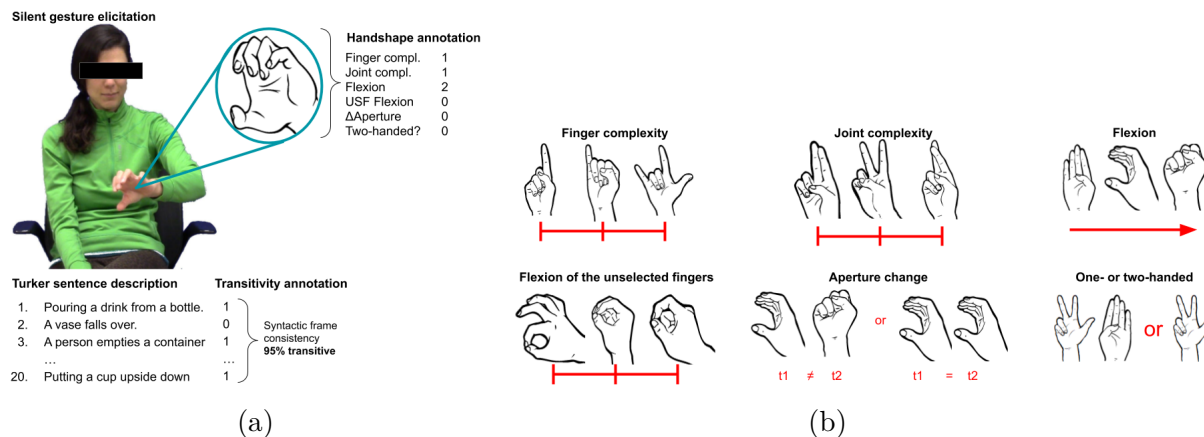 Silent gesture elicitation
Handshape annotation
Finger compl. 1
Joint compl. 1
Flexion 2
USF Flexion 0
ΔAperture 0
Two-handed? 0
Turker sentence description Transitivity annotation
1. Pouring a drink from a bottle. 1
2. A vase falls over. 0
3. A person empties a container 1
... ...
20. Putting a cup upside down 1
Syntactic frame
consistency
95% transitive
(a)
Finger complexity
Joint complexity
Flexion
Flexion of the unselected fingers
Aperture change
or
t1 ≠ t2
t1 = t2
One- or two-handed
or
(b)